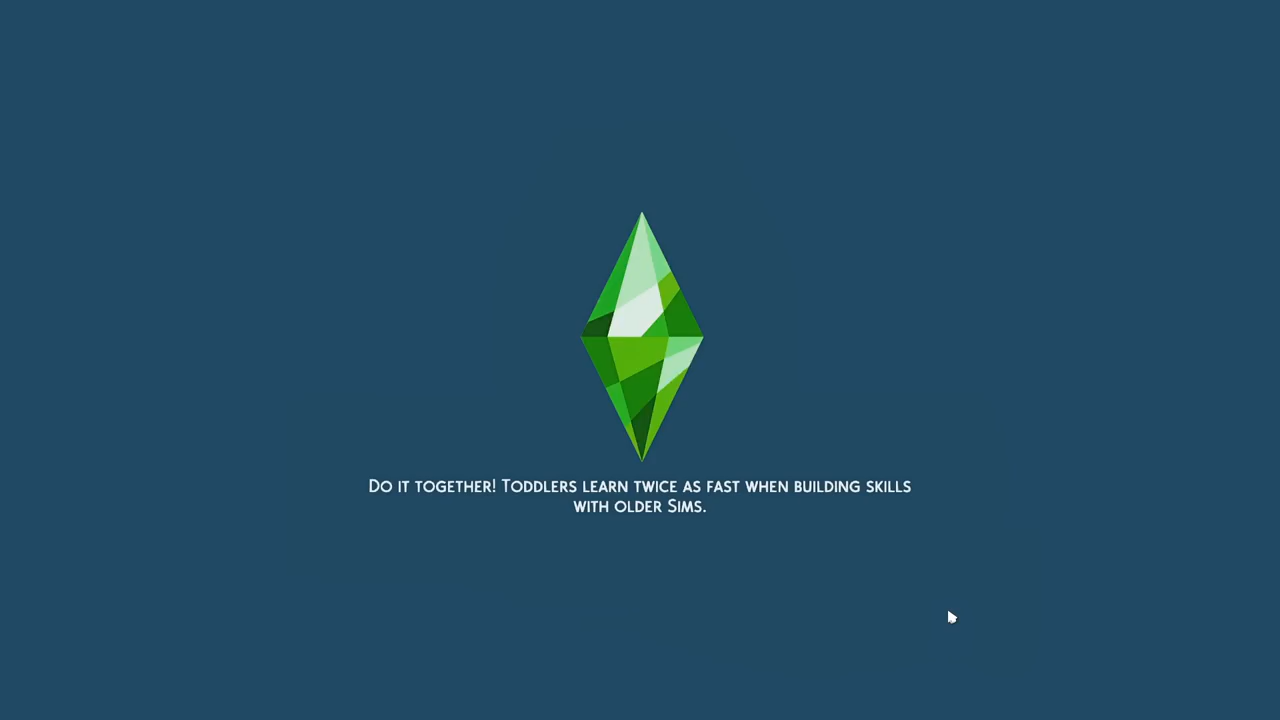 Do it together! Toddlers learn twice as fast when building skills
with older Sims.